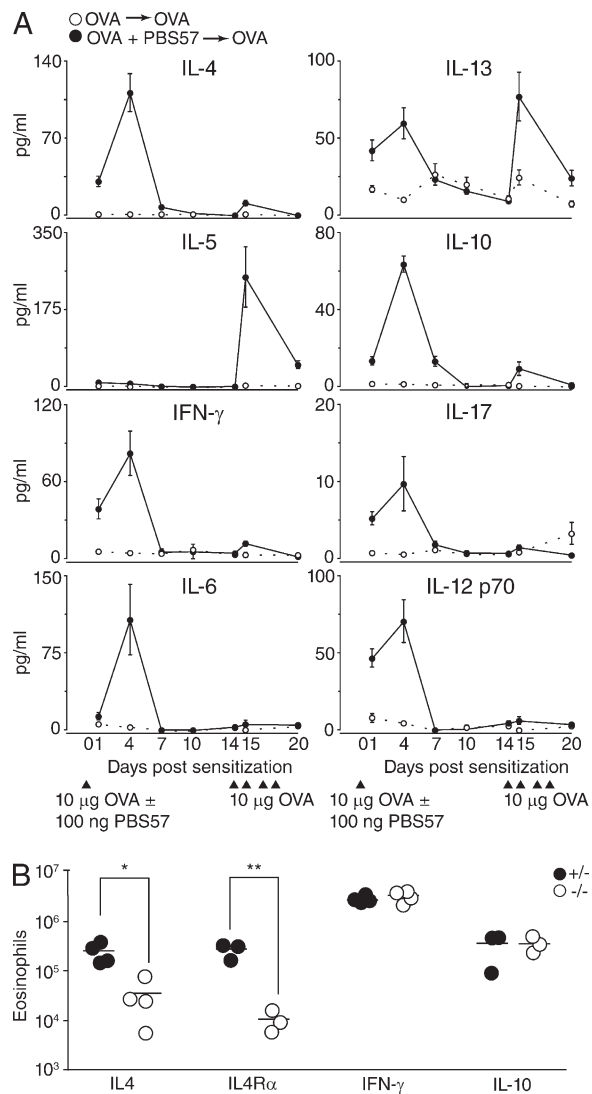 A
○ OVA → OVA
● OVA + PBS57 → OVA
IL-4
IL-13
140
70
0
pg/ml
100
50
0
IL-5
IL-10
350
175
0
pg/ml
80
40
0
IFN-γ
IL-17
120
60
0
pg/ml
20
10
0
IL-6
IL-12 p70
150
75
0
pg/ml
100
50
0
01 4 7 10 1415 20
01 4 7 10 1415 20
Days post sensitization
Days post sensitization
▲ ▲▲ ▲▲
▲ ▲▲ ▲▲
10 μg OVA ± 10 μg OVA
100 ng PBS57
10 μg OVA ± 10 μg OVA
100 ng PBS57
B
● +/-
○ -/-
* **
Eosinophils
10⁷
10⁶
10⁵
10⁴
10³
IL4 IL4Rα IFN-γ IL-10